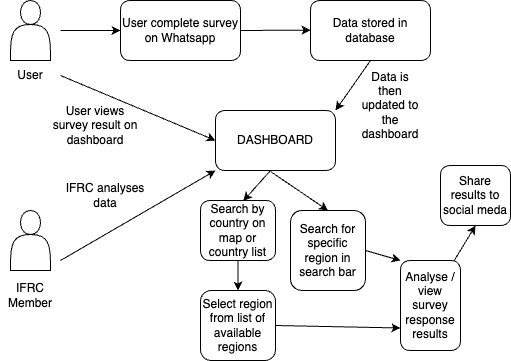 User complete survey
on Whatsapp
Data stored in
database
User
Data is
then
updated to
the
dashboard
User views
survey result on
dashboard
DASHBOARD
IFRC analyses
data
Share
results to
social meda
Search by
country on
map or
country list
Search for
specific
region in
search bar
IFRC
Member
Select region
from list of
available
regions
Analyse /
view
survey
response
results